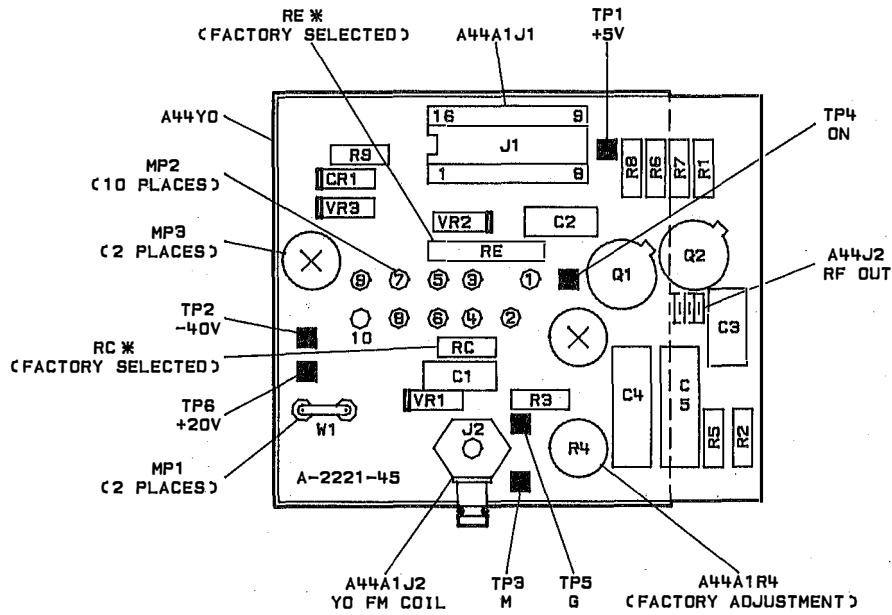 RE *
(FACTORY SELECTED)
A44A1J1
TP1
+5V
A44YO
TP4
ON
MP2
(10 PLACES)
MP3
(2 PLACES)
TP2
-40V
RC *
(FACTORY SELECTED)
TP6
+20V
MP1
(2 PLACES)
A44J2
RF OUT
16 9
J1
1 8
R9
CR1
VR3
VR2
C2
RE
R8 R6 R7 R1
Q1
Q2
9 7 5 3 1
10 8 6 4 2
C3
RC
C1
VR1
R3
C4
C5
W1
J2
R4
R5 R2
A-2221-45
A44A1J2
YO FM COIL
TP3
M
TP5
G
A44A1R4
(FACTORY ADJUSTMENT)